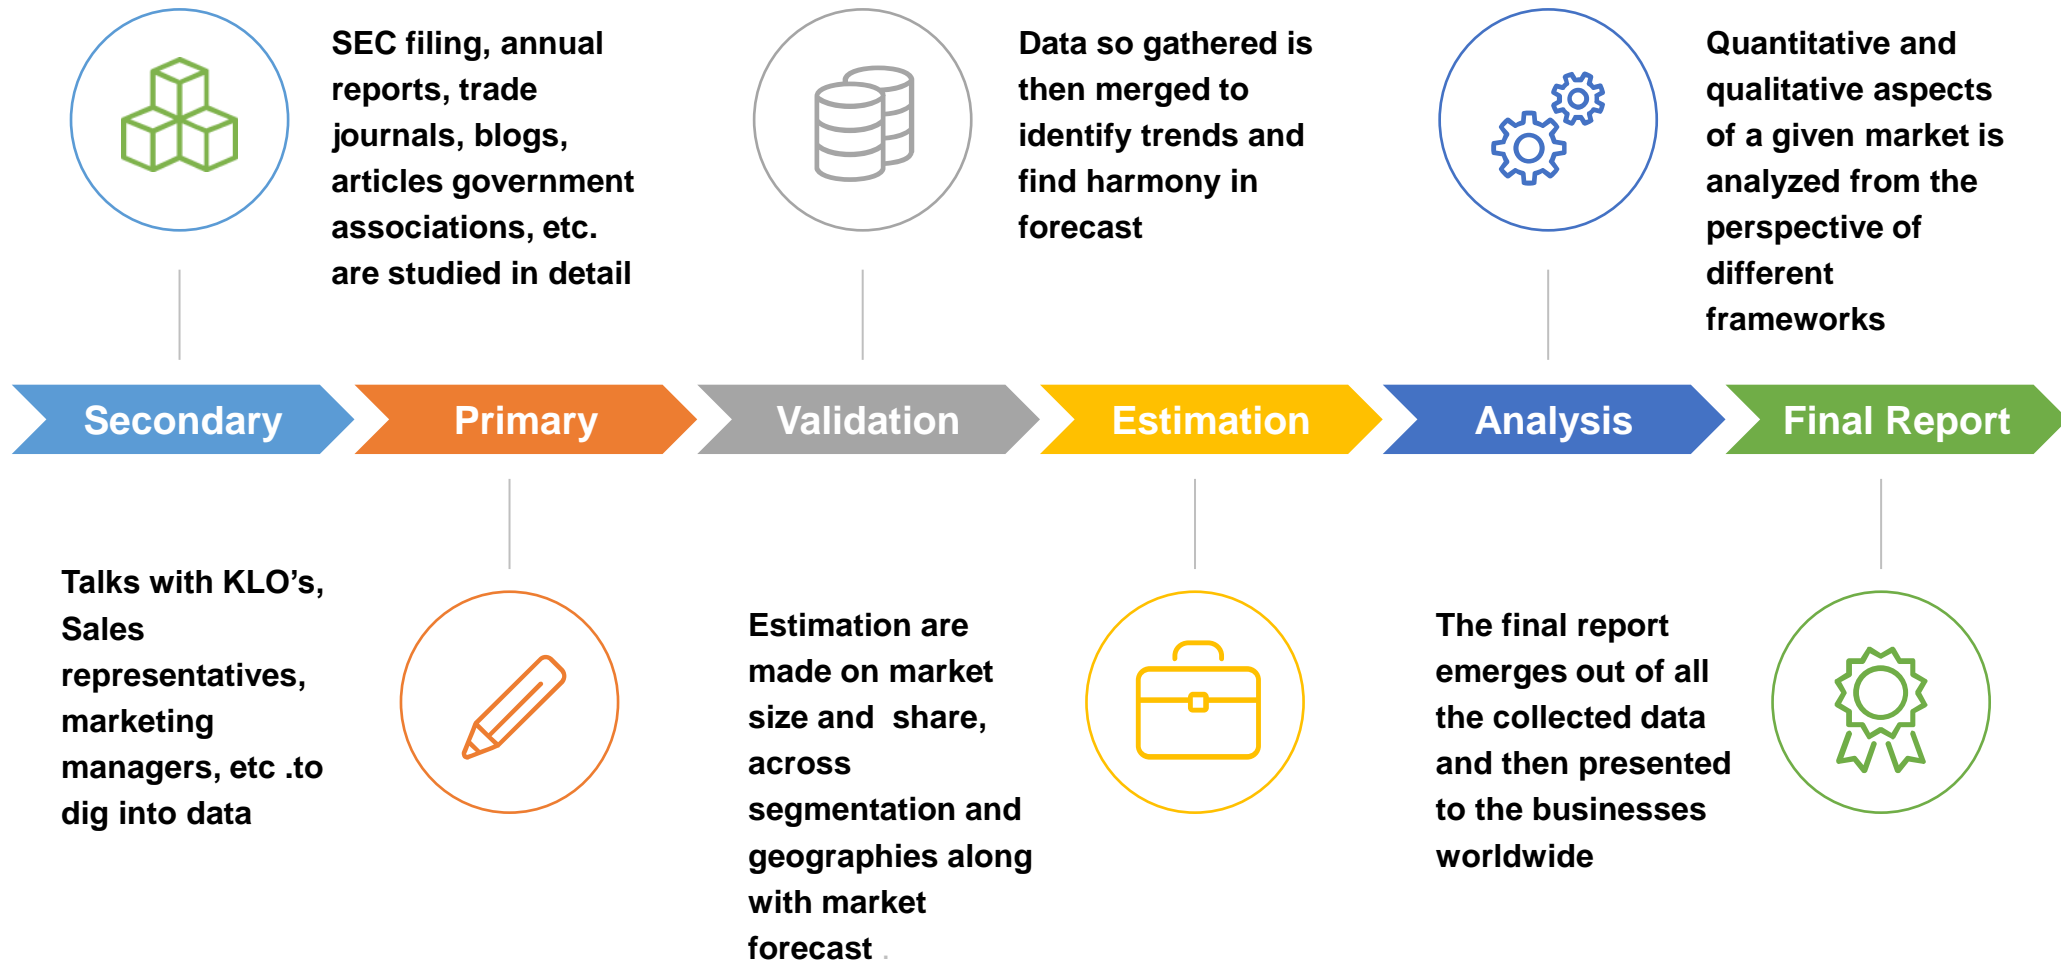 SEC filing, annual
reports, trade
journals, blogs,
articles government
associations, etc.
are studied in detail
Data so gathered is
then merged to
identify trends and
find harmony in
forecast
Quantitative and
qualitative aspects
of a given market is
analyzed from the
perspective of
different
frameworks
Secondary
Primary
Validation
Estimation
Analysis
Final Report
Talks with KLO’s,
Sales
representatives,
marketing
managers, etc .to
dig into data
Estimation are
made on market
size and  share,
across
segmentation and
geographies along
with market
forecast .
The final report
emerges out of all
the collected data
and then presented
to the businesses
worldwide